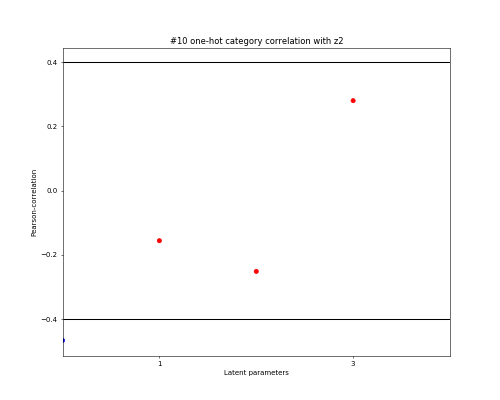 #10 one-hot category correlation with z2
0.4
0.2
0.0
−0.2
−0.4
Pearson-correlation
1
3
Latent parameters